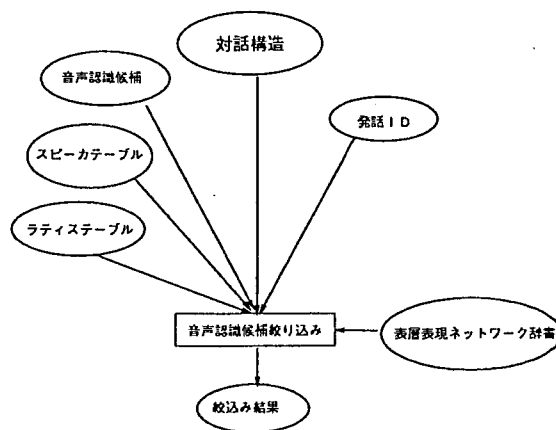 対話構造
音声認識候補
発話ID
スピーカテーブル
ラティステーブル
音声認識候補絞り込み
表層表現ネットワーク辞書
絞込み結果